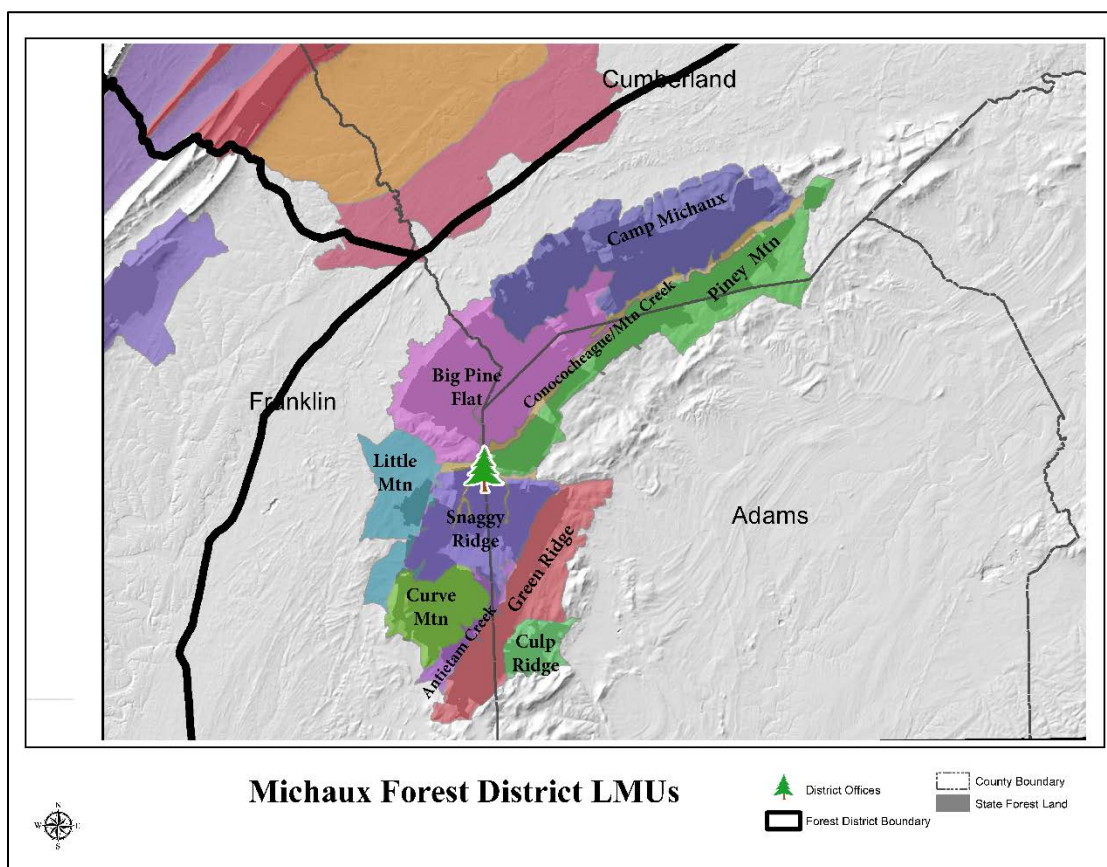 Cumberland
Camp Michaux
Piney Mtn
Conococheague/Mtn Creek
Big Pine
Flat
Franklin
Little
Mtn
Snaggy
Ridge
Adams
Green Ridge
Curve
Mtn
Antietam Creek
Culp
Ridge
Michaux Forest District LMUs
District Offices
Forest District Boundary
County Boundary
State Forest Land
N
W E
S